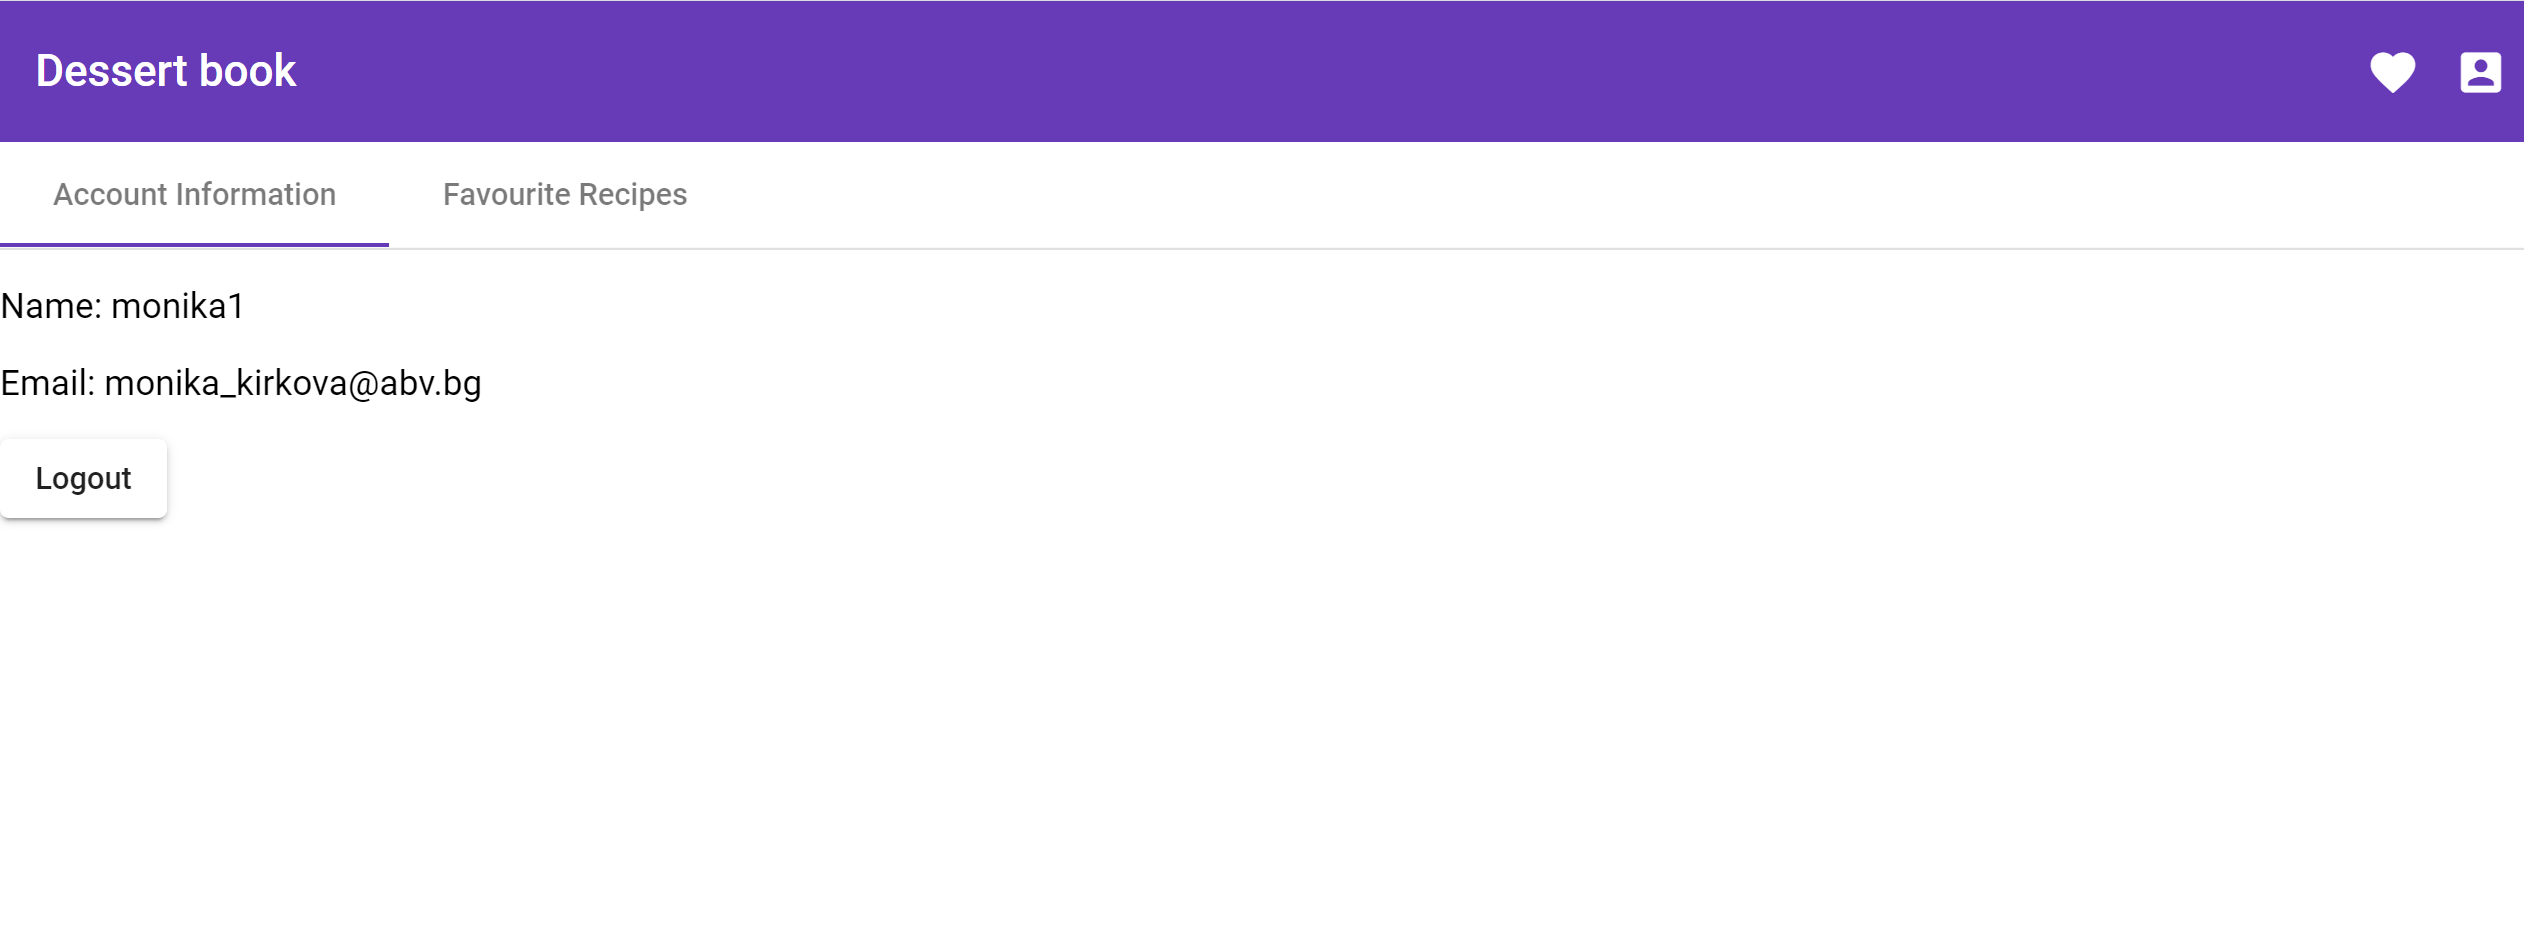 Dessert book
Account Information Favourite Recipes
Name: monika1
Email: monika_kirkova@abv.bg
Logout